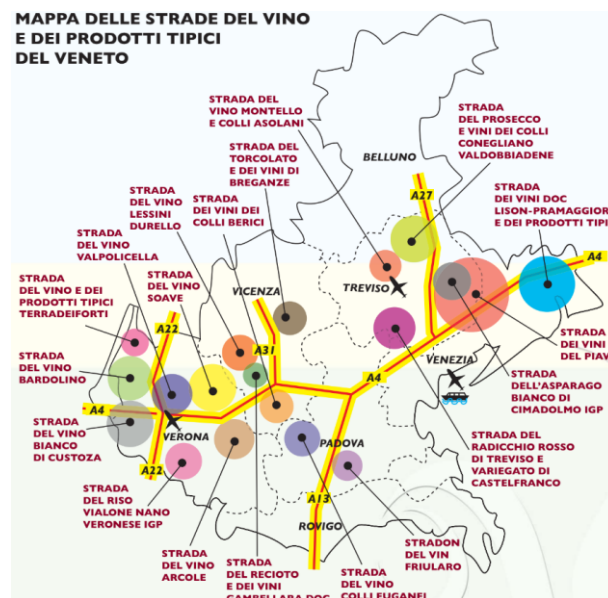 MAPPA DELLE STRADE DEL VINO
E DEI PRODOTTI TIPICI
DEL VENETO
STRADA DEL
VINO MONTELLO
E COLLI ASOLANI
STRADA
DEL PROSECCO
E VINI DEI COLLI
CONEGLIANO
VALDOBBIADENE
STRADA DEL
TORCOLATO
E DEI VINI DI
BREGANZE
BELLUNO
STRADA
DEL VINO
LESSINI
DURELLO
STRADA
DEI VINI DEI
COLLI BERICI
A27
STRADA
DEI VINI DOC
LISON-PRAMAGGIOR
E DEI PRODOTTI TIPI
STRADA
DEL VINO
VALPOLICELLA
A4
STRADA
DEL VINO E DEI
PRODOTTI TIPICI
TERRADEIFORTI
STRADA
DEL VINO
SOAVE
VICENZA
TREVISO
A22
A31
STRADA
DEI VINI
DEL PIAV
STRADA
DEL VINO
BARDOLINO
VENEZIA
A4
STRADA
DELL'ASPARAGO
BIANCO DI
CIMADOLMO IGP
A4
STRADA
DEL VINO
BIANCO
DI CUSTOZA
VERONA
PADOVA
STRADA DEL
RADICCHIO ROSSO
DI TREVISO E
VARIEGATO DI
CASTELFRANCO
A22
STRADA
DEL RISO
VIALONE NANO
VERONESE IGP
A13
ROVIGO
STRADA
DEL VINO
ARCOLE
STRADON
DEL VIN
FRIULARO
STRADA
DEL RECIOTO
E DEI VINI
GAMBELLARA DOC
STRADA
DEL VINO
COLLI EUGANEI